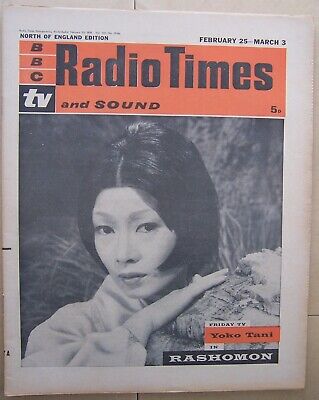 NORTH OF ENGLAND EDITION
FEBRUARY 25—MARCH 3
BBC
tv
Radio Times
and SOUND
5D
FRIDAY TV
Yoko Tani
IN
RASHOMON